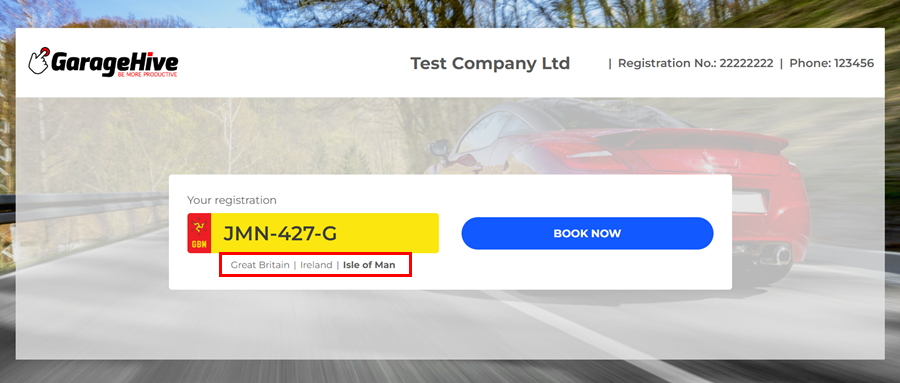 GarageHive
BE MORE PRODUCTIVE
Test Company Ltd
| Registration No.: 22222222 | Phone: 123456
Your registration
GBN
JMN-427-G
BOOK NOW
Great Britain | Ireland | Isle of Man